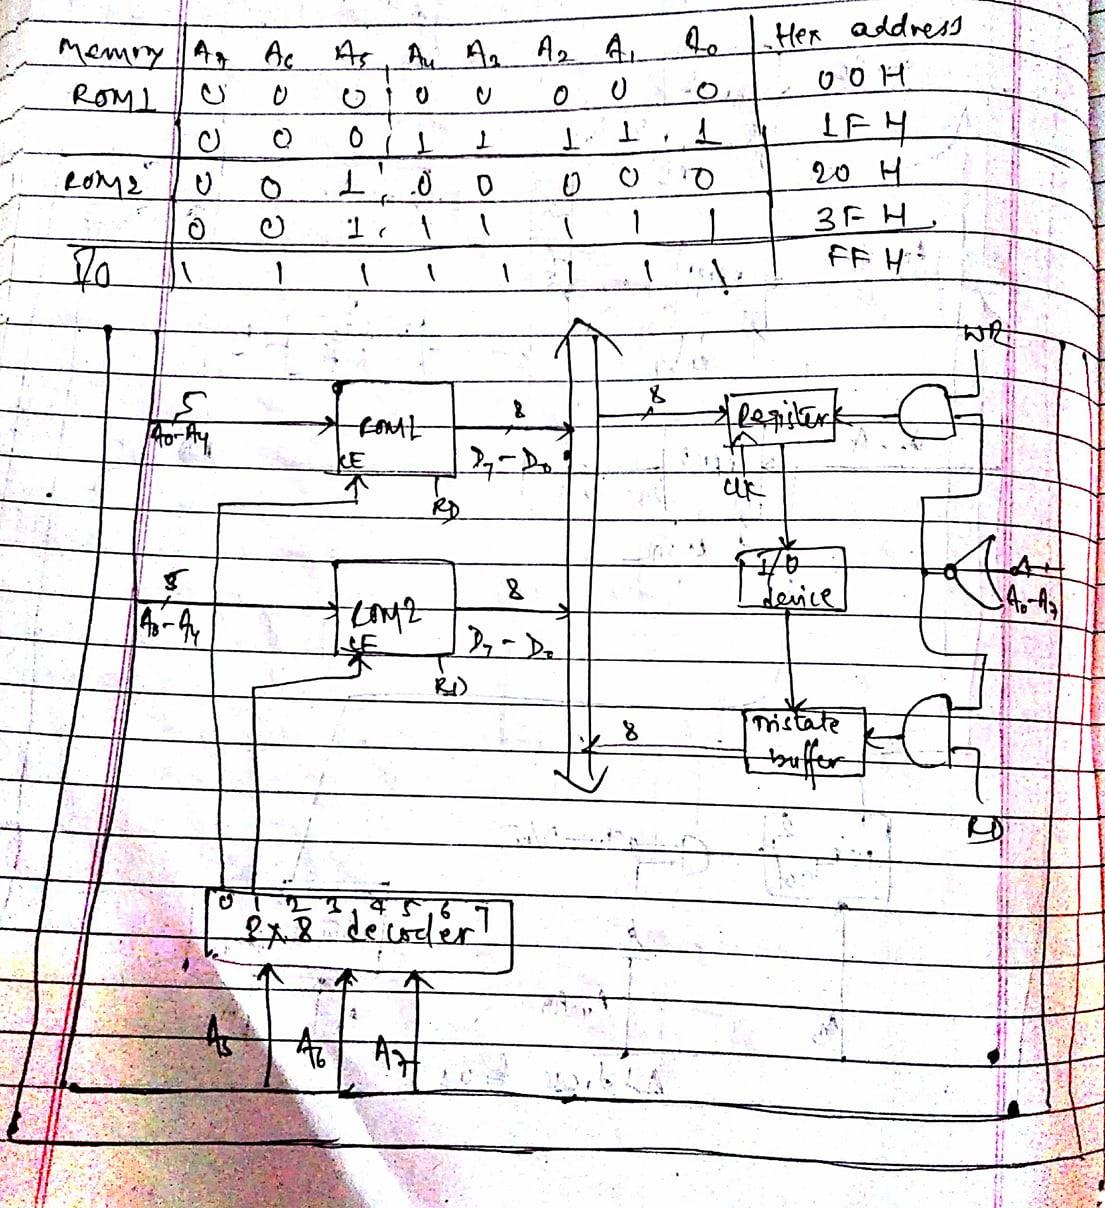 Memory A7 A6 A5 A4 A3 A2 A1 A0 Hex address
ROM1 0 0 0 0 0 0 0 0 00H
0 0 0 1 1 1 1 1 1FH
ROM2 0 0 1 0 0 0 0 0 20 H
0 0 1 1 1 1 1 1 3FH
I/O 1 1 1 1 1 1 1 1 FFH
WR
5
A0-A4
ROM1
CE
RD
8
D7-D0
8
Register
CLK
I/O
device
A0-A7
5
A0-A4
ROM2
CE
RD
8
D7-D0
8
Tristate
buffer
RD
0 1 2 3 4 5 6 7
3x8 decoder
A5 A6 A7